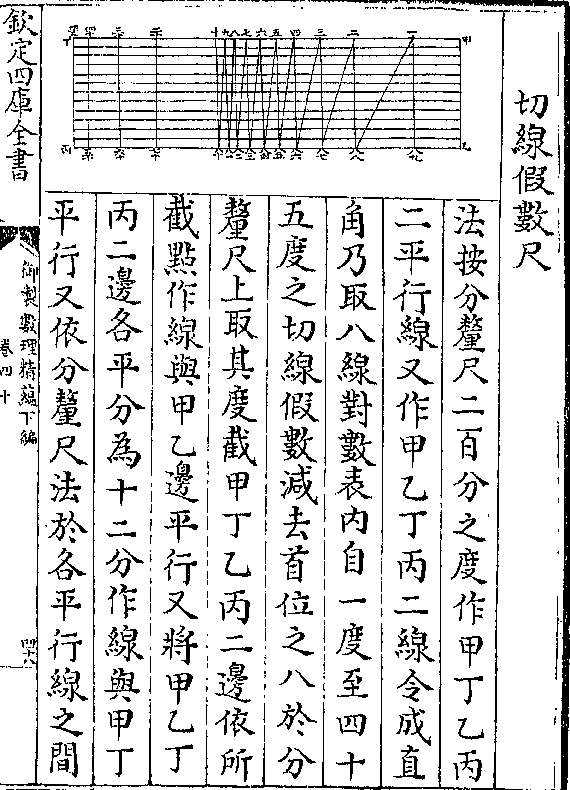 切線假數尺
法按分釐尺二百分之度作甲丁乙丙
二平行線又作甲乙丁丙二線令成直
角乃取八線對數表内自一度至四十
五度之切線假數減去首位之八於分
釐尺上取其度截甲丁乙丙二邊依所
截㸃作線與甲乙邊平行又將甲乙丁
丙二邊各平分為十二分作線與甲丁
平行又依分釐尺法於各平行線之間
欽定四庫全書
御製數理精蘊下編
卷四十
甲
一
二
三
四
五
六
七
八
九
十
丁
乙
丙